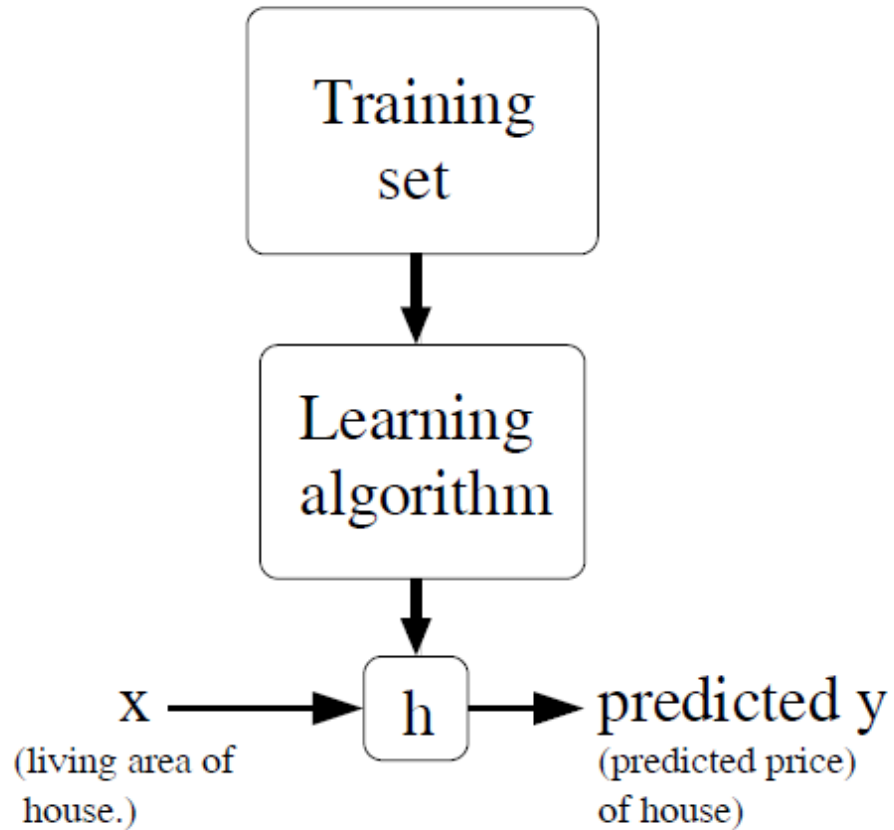 Training
set
Learning
algorithm
x
h
predicted y
(living area of
house.)
(predicted price)
of house)